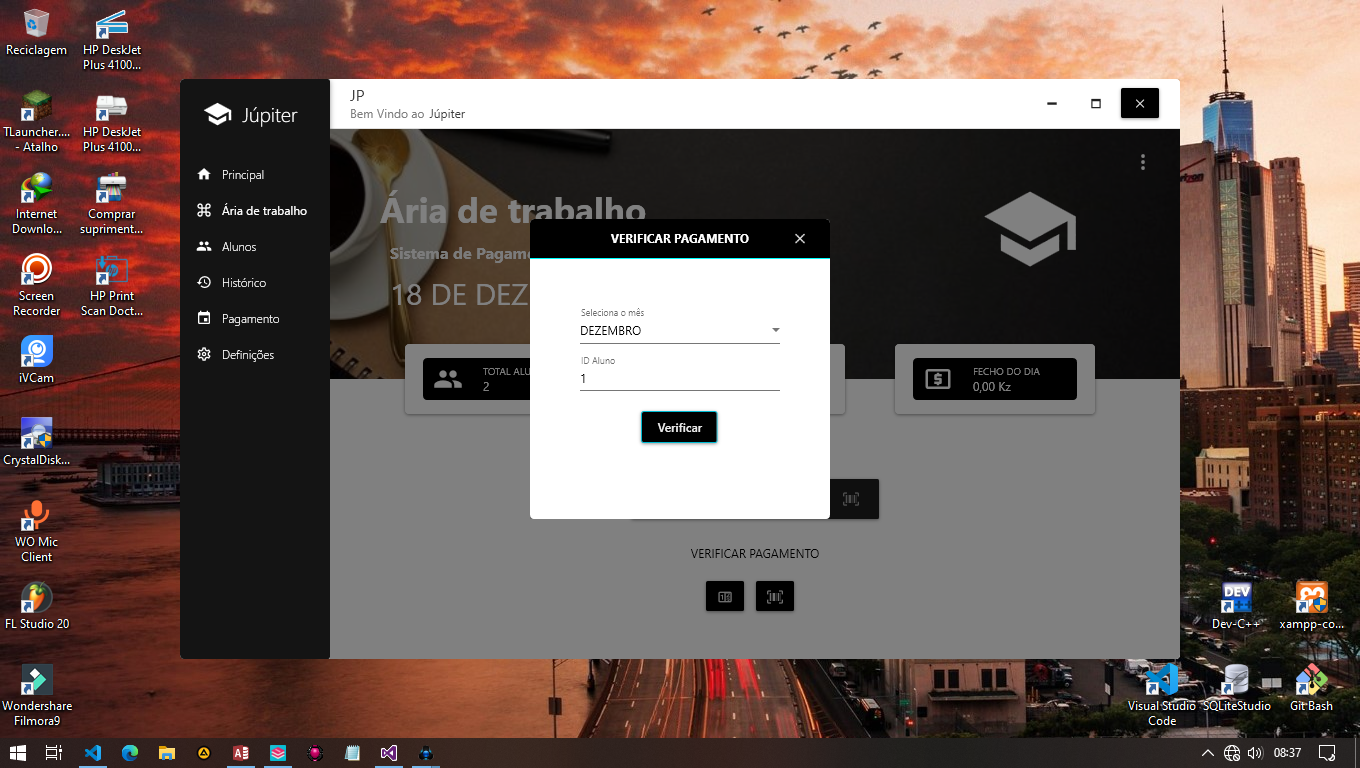 Reciclagem
HP DeskJet
Plus 4100...
TLauncher....
- Atalho
HP DeskJet
Plus 4100...
Internet
Downlo...
Comprar
supriment...
Screen
Recorder
HP Print
Scan Doct...
iVCam
CrystalDisk...
WO Mic
Client
FL Studio 20
Wondershare
Filmora9
Júpiter
Principal
Ária de trabalho
Alunos
Histórico
Pagamento
Definições
JP
Bem Vindo ao Júpiter
Ária de trabalho
Sistema de Pagame
18 DE DEZ
TOTAL ALU
2
FECHO DO DIA
0,00 Kz
VERIFICAR PAGAMENTO
Seleciona o mês
DEZEMBRO
ID Aluno
1
Verificar
VERIFICAR PAGAMENTO
verizon
DEV
Dev-C++
xampp-co...
Visual Studio
Code
SQLiteStudio
Git Bash
08:37